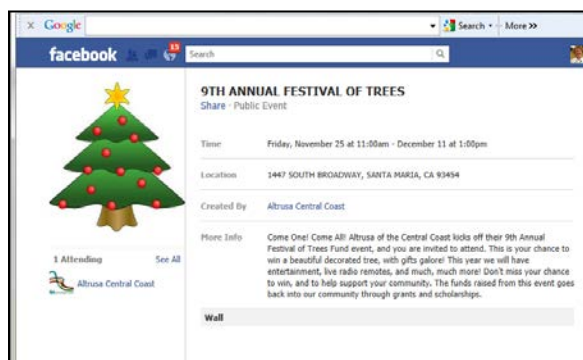 x Google Search More »
facebook 13 Search
9TH ANNUAL FESTIVAL OF TREES
Share · Public Event
Time Friday, November 25 at 11:00am - December 11 at 1:00pm
Location 1447 SOUTH BROADWAY, SANTA MARIA, CA 93454
Created By Altrusa Central Coast
More Info Come One! Come All! Altrusa of the Central Coast kicks off their 9th Annual
Festival of Trees Fund event, and you are invited to attend. This is your chance to
win a beautiful decorated tree, with gifts galore! This year we will have
entertainment, live radio remotes, and much, much more! Don't miss your chance
to win, and to help support your community. The funds raised from this event goes
back into our community through grants and scholarships.
1 Attending See All
Altrusa Central Coast
Wall